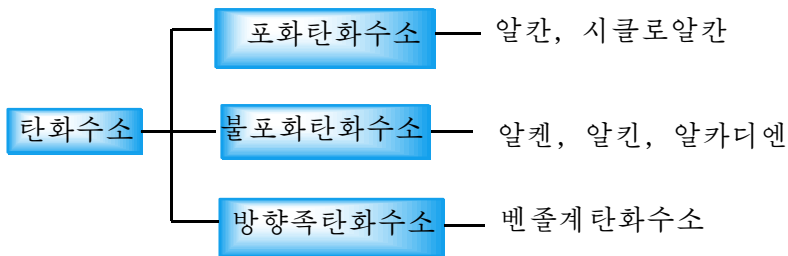 포화탄화수소 알칸, 시클로알칸
탄화수소
불포화탄화수소 알켄, 알킨, 알카디엔
방향족탄화수소 벤졸계탄화수소